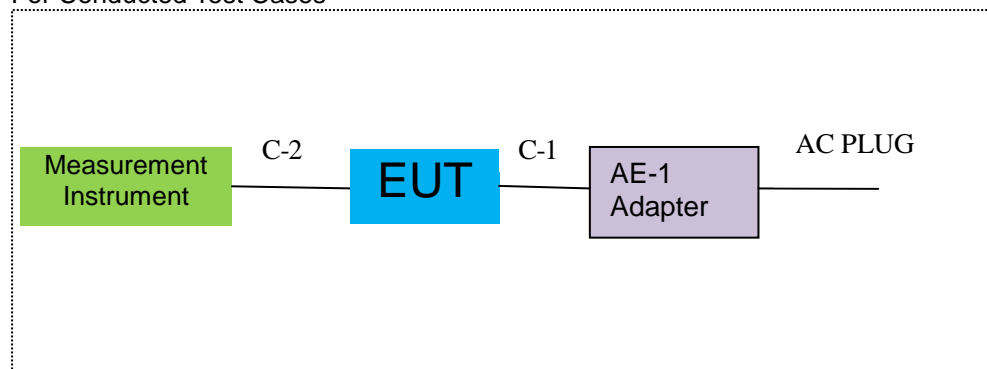 For Conducted Test Cases
C-2
C-1
AC PLUG
Measurement
Instrument
EUT
AE-1
Adapter